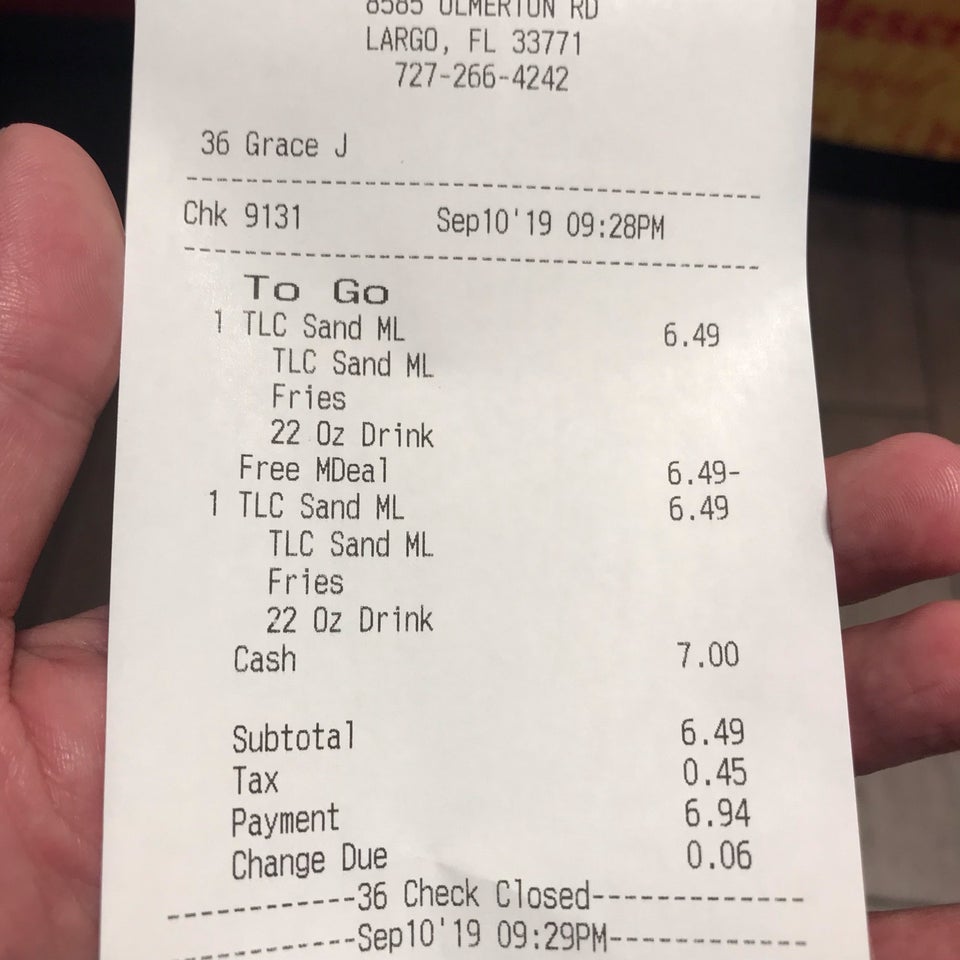 8585 ULMERTON RD
LARGO, FL 33771
727-266-4242
36 Grace J
Chk 9131 Sep10'19 09:28PM
To Go
1 TLC Sand ML 6.49
TLC Sand ML
Fries
22 Oz Drink
Free MDeal 6.49-
1 TLC Sand ML 6.49
TLC Sand ML
Fries
22 Oz Drink
Cash 7.00
Subtotal 6.49
Tax 0.45
Payment 6.94
Change Due 0.06
------------36 Check Closed--------------
------------Sep10'19 09:29PM-------------